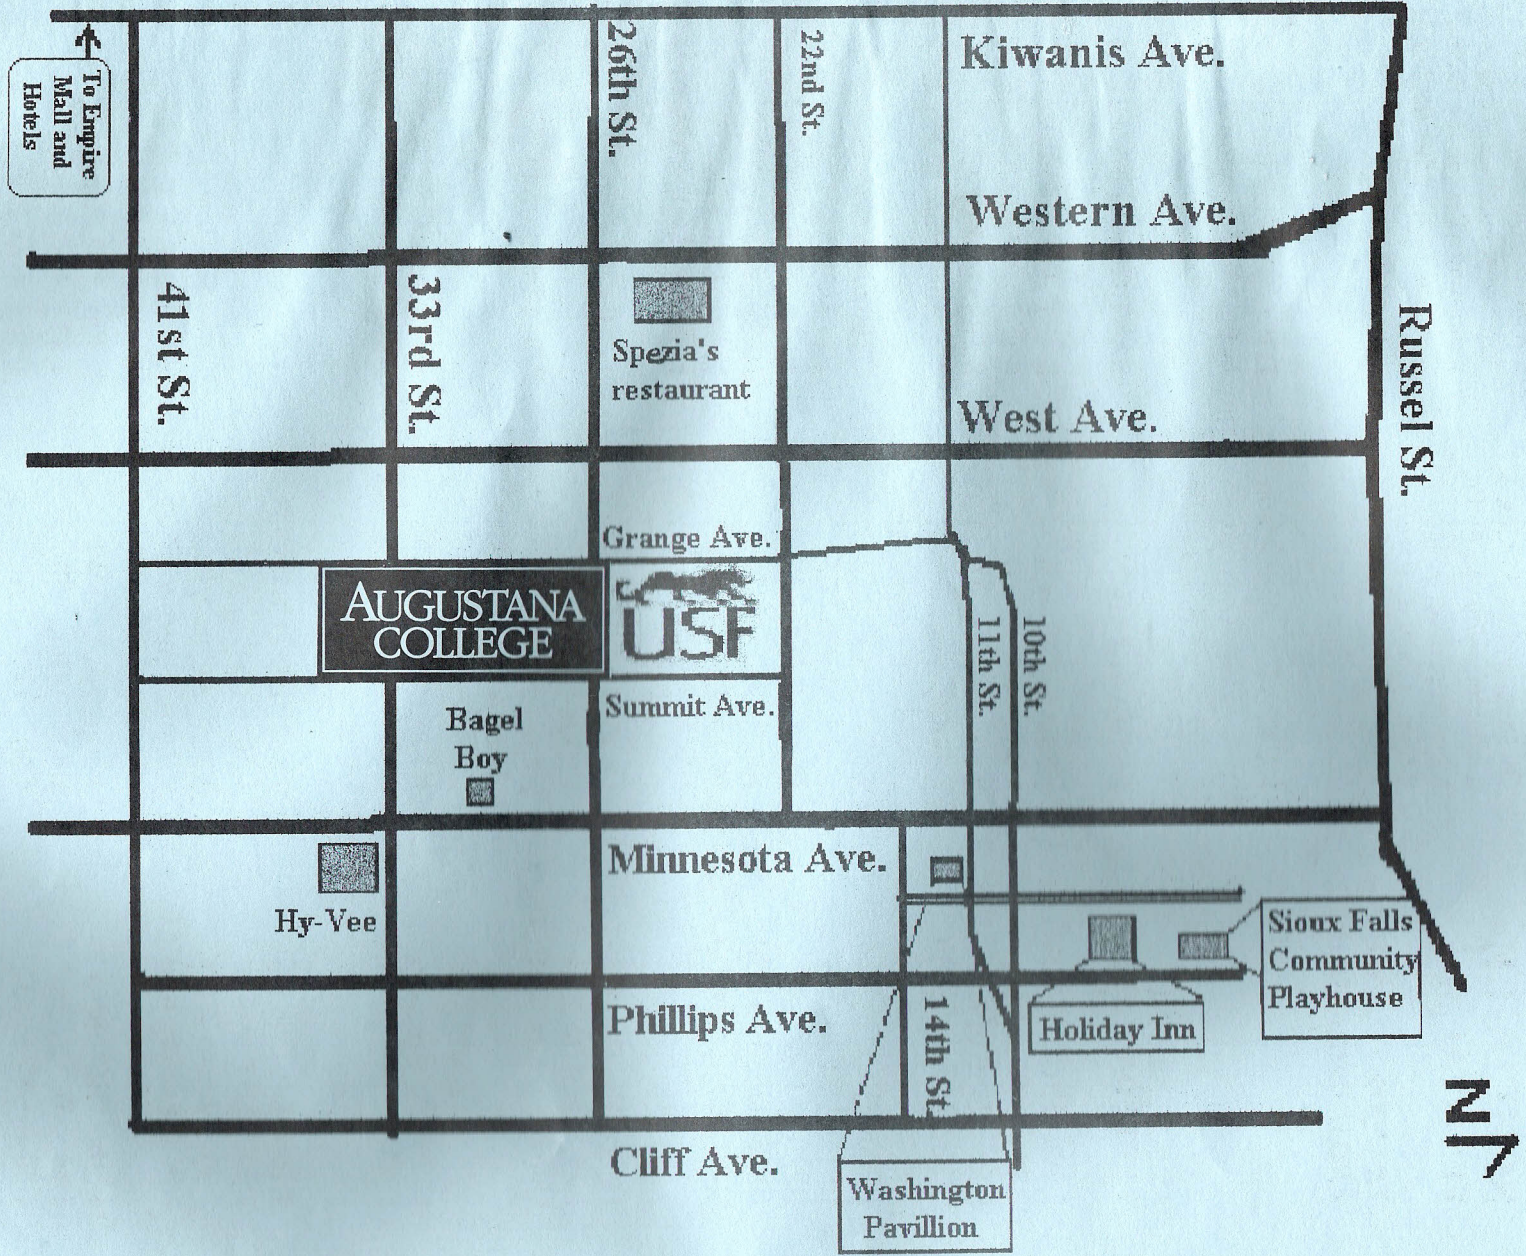 To Empire
Mall and
Hotels
26th St.
22nd St.
Kiwanis Ave.
Western Ave.
41st St.
33rd St.
Spezia's
restaurant
West Ave.
Russel St.
Grange Ave.
AUGUSTANA
COLLEGE
USF
11th St.
10th St.
Summit Ave.
Bagel
Boy
Minnesota Ave.
Hy-Vee
Sioux Falls
Community
Playhouse
Phillips Ave.
14th St.
Holiday Inn
N
Cliff Ave.
Washington
Pavillion